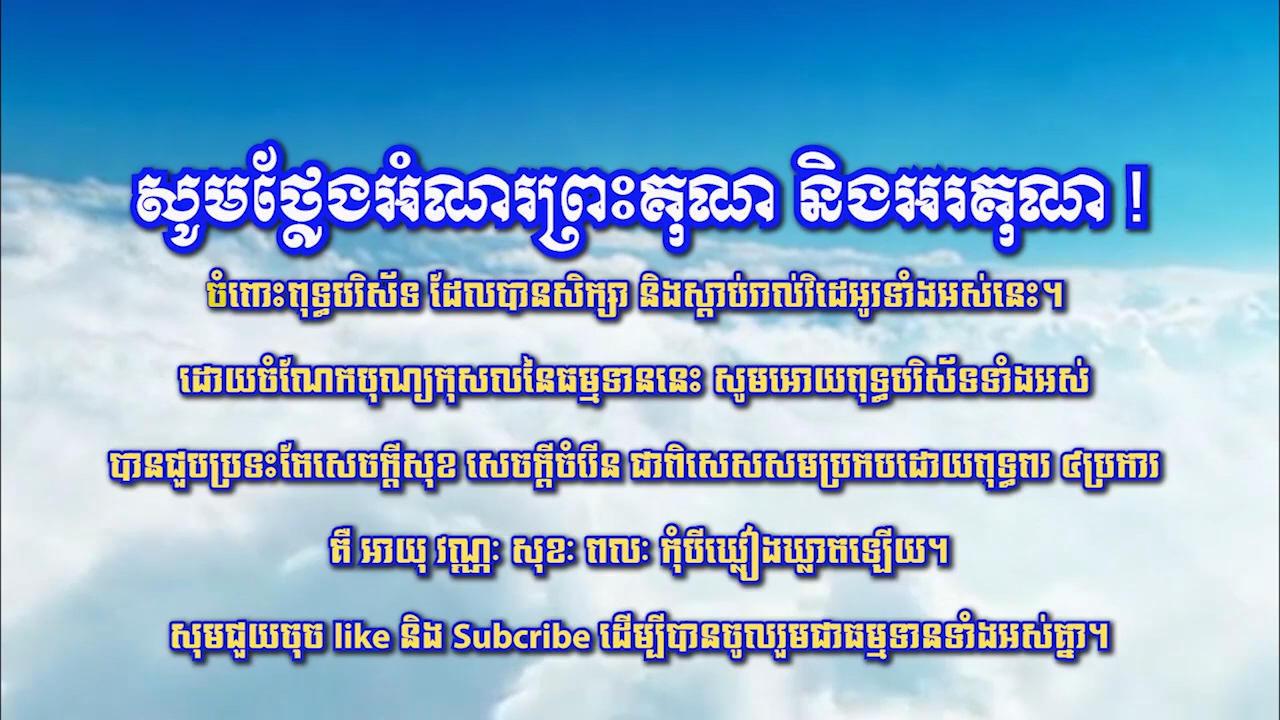 សូមថ្លែងអំណរព្រះគុណ និងអរគុណ !
ចំពោះពុទ្ធបរិស័ទ ដែលបានសិក្សា និងស្តាប់រាល់វិដេអូរទាំងអស់នេះ។
ដោយចំណែកបុណ្យកុសលនៃធម្មទាននេះ សូមអោយពុទ្ធបរិស័ទទាំងអស់
បានជួបប្រទះតែសេចក្តីសុខ សេចក្តីចំរើន ជាពិសេសសមប្រកបដោយពុទ្ធពរ ៤ប្រការ
គឺ អាយុ វណ្ណៈ សុខៈ ពលៈ កុំបីឃ្លៀងឃ្លាតឡើយ។
សុមជួយចុច like និង Subcribe ដើម្បីបានចូលរួមជាធម្មទានទាំងអស់គ្នា។